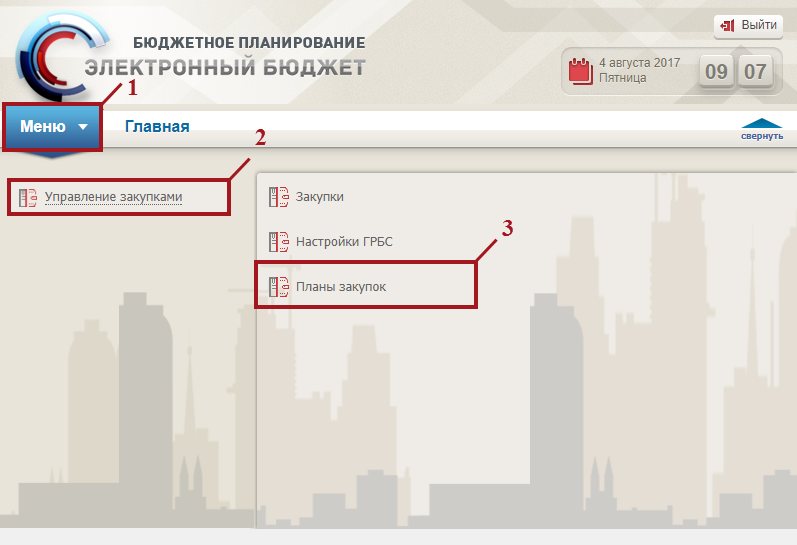 БЮДЖЕТНОЕ ПЛАНИРОВАНИЕ
ЭЛЕКТРОННЫЙ БЮДЖЕТ
Выйти
4 августа 2017
Пятница
09 07
1
Меню
Главная
свернуть
2
Управление закупками
Закупки
3
Настройки ГРБС
Планы закупок